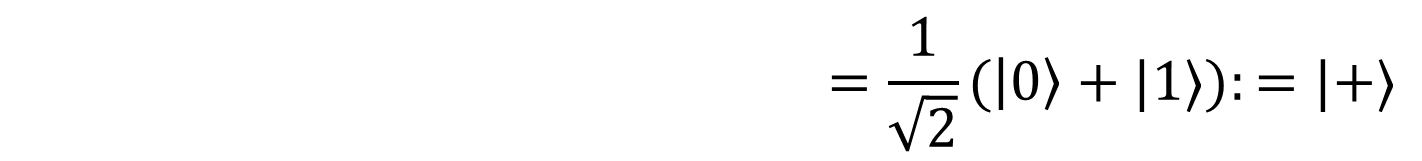 = 1/√2 (|0⟩ + |1⟩): = |+⟩